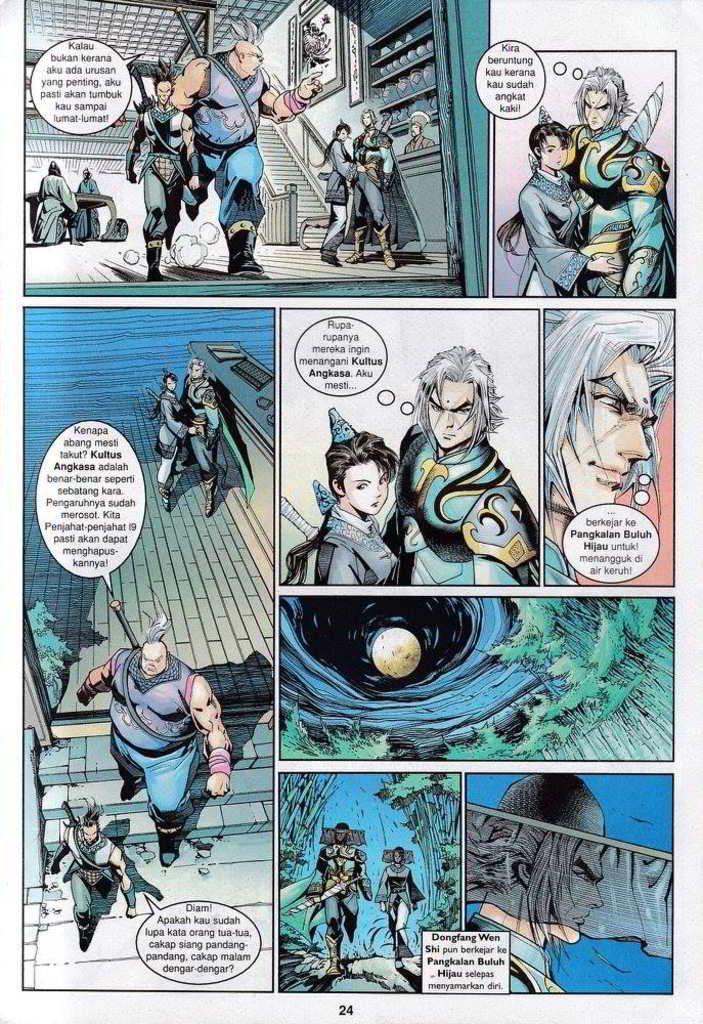 Kalau
bukan kerana
aku ada urusan
yang penting, aku
pasti akan tumbuk
kau sampai
lumat-lumat!
Kira
beruntung
kau kerana
kau sudah
angkat
kaki!
Kenapa
abang mesti
takut? Kultus
Angkasa adalah
benar-benar seperti
sebatang kara.
Pengaruhnya sudah
merosot. Kita
Penjahat-penjahat I9
pasti akan dapat
menghapus-
kannya!
Diam!
Apakah kau sudah
lupa kata orang tua-tua,
cakap siang pandang-
pandang, cakap malam
dengar-dengar?
Rupa-
rupanya
mereka ingin
menangani Kultus
Angkasa. Aku
mesti...
...
berkejar ke
Pangkalan Buluh
Hijau untuk!
menangguk di
air keruh!
Dongfang Wen
Shi pun berkejar ke
Pangkalan Buluh
Hijau selepas
menyamarkan diri.
24